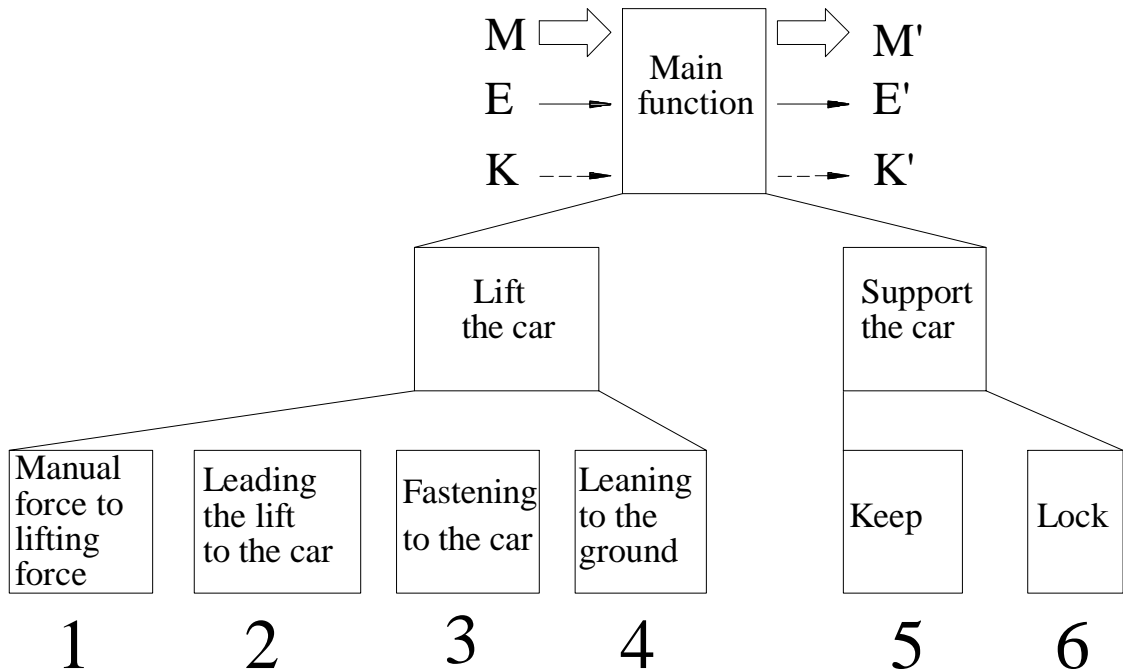 M
M'
Main
function
E
E'
K
K'
Lift
the car
Support
the car
Manual
force to
lifting
force
Leading
the lift
to the car
Fastening
to the car
Leaning
to the
ground
Keep
Lock
1
2
3
4
5
6